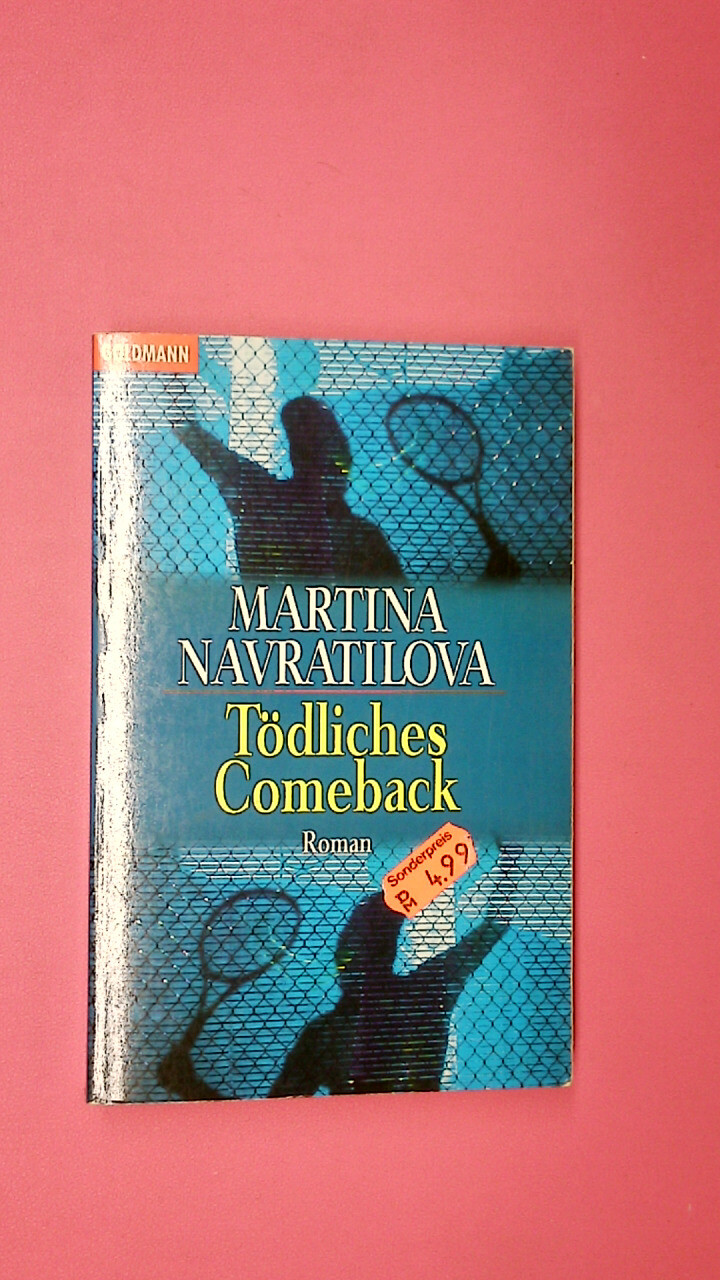 GOLDMANN
MARTINA
NAVRATILOVA
Tödliches
Comeback
Roman
Sonderpreis
DM 4.99